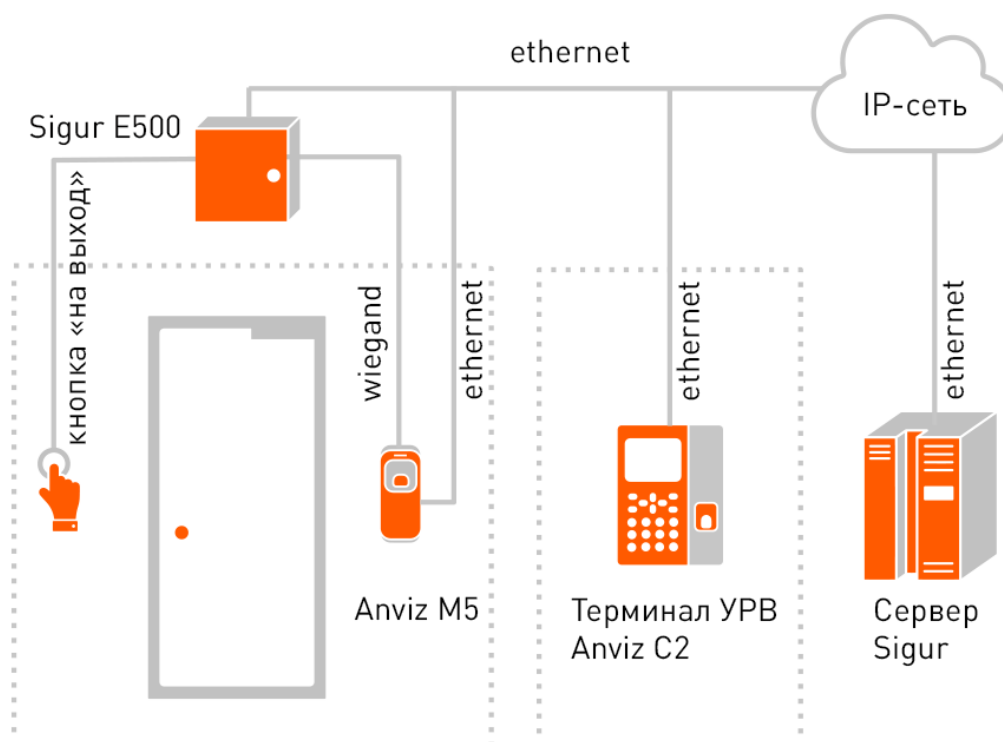 ethernet
IP-сеть
Sigur E500
кнопка «на выход»
wiegand
ethernet
ethernet
ethernet
Anviz M5
Терминал УРВ
Anviz C2
Сервер
Sigur